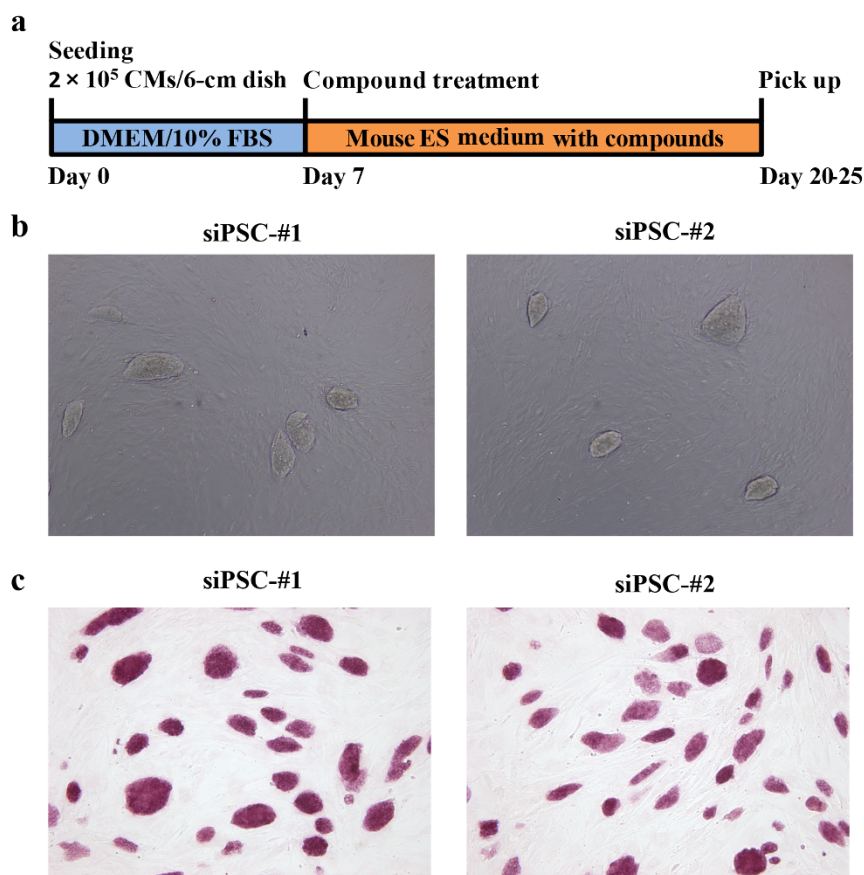 a
Seeding
2 × 10⁵ CMs/6-cm dish Compound treatment Pick up
DMEM/10% FBS Mouse ES medium with compounds
Day 0 Day 7 Day 20-25
b
siPSC-#1 siPSC-#2
c
siPSC-#1 siPSC-#2